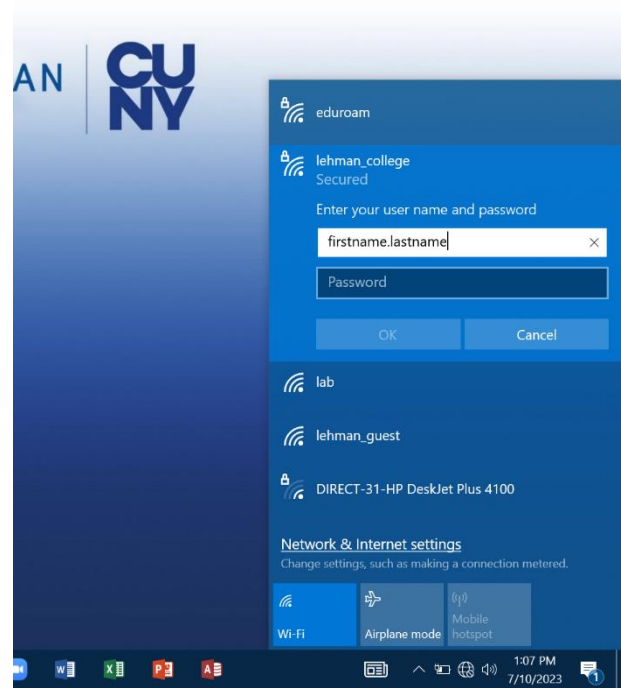 AN
CU
NY
eduroam
lehman_college
Secured
Enter your user name and password
firstname.lastname
Password
OK
Cancel
lab
lehman_guest
DIRECT-31-HP DeskJet Plus 4100
Network & Internet settings
Change settings, such as making a connection metered.
Wi-Fi
Airplane mode
Mobile
hotspot
1:07 PM
7/10/2023
1